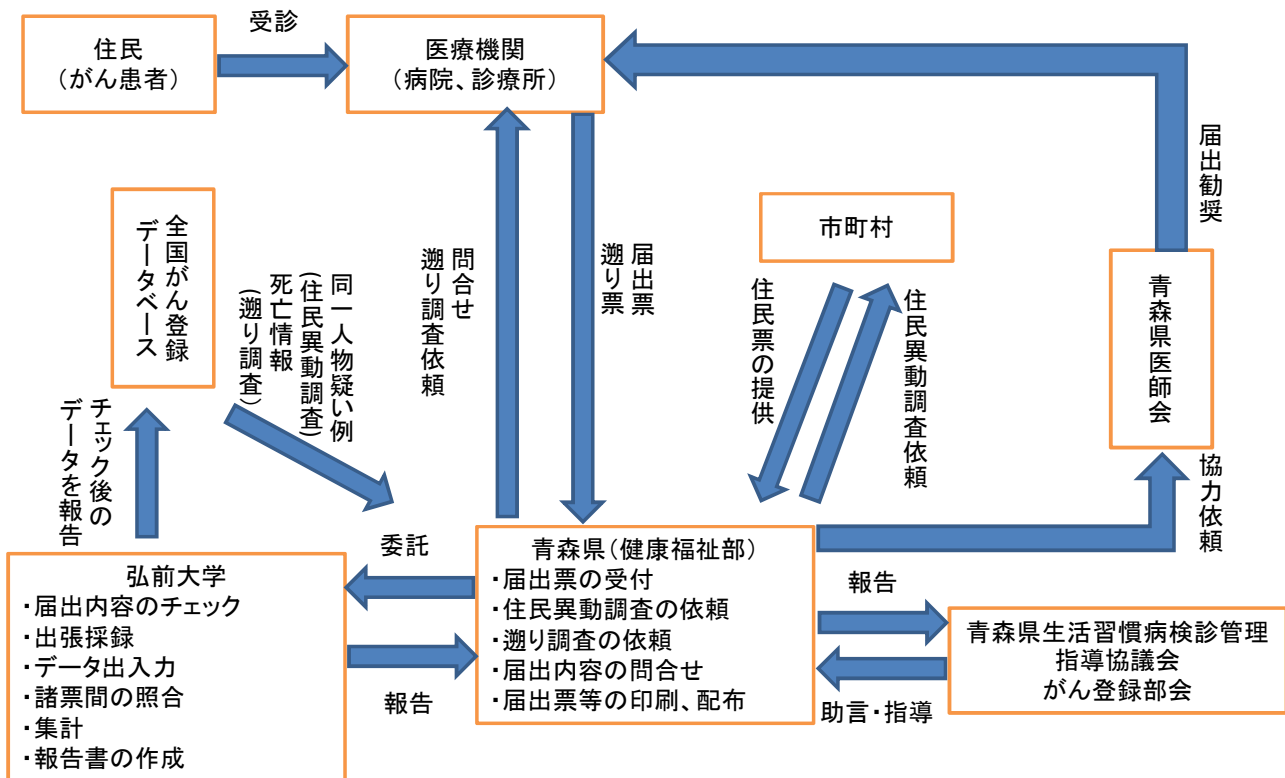 受診
住民
(がん患者)
医療機関
(病院、診療所)
届出勧奨
全国がん登録
データベース
同一人物疑い例
(住民異動調査)
死亡情報
(遡り調査)
問合せ
遡り調査依頼
届出票
遡り票
市町村
住民票の提供
住民異動調査依頼
青森県医師会
チェック後の
データを報告
協力依頼
委託
弘前大学
・届出内容のチェック
・出張採録
・データ出入力
・諸票間の照合
・集計
・報告書の作成
報告
青森県(健康福祉部)
・届出票の受付
・住民異動調査の依頼
・遡り調査の依頼
・届出内容の問合せ
・届出票等の印刷、配布
報告
青森県生活習慣病検診管理
指導協議会
がん登録部会
助言・指導